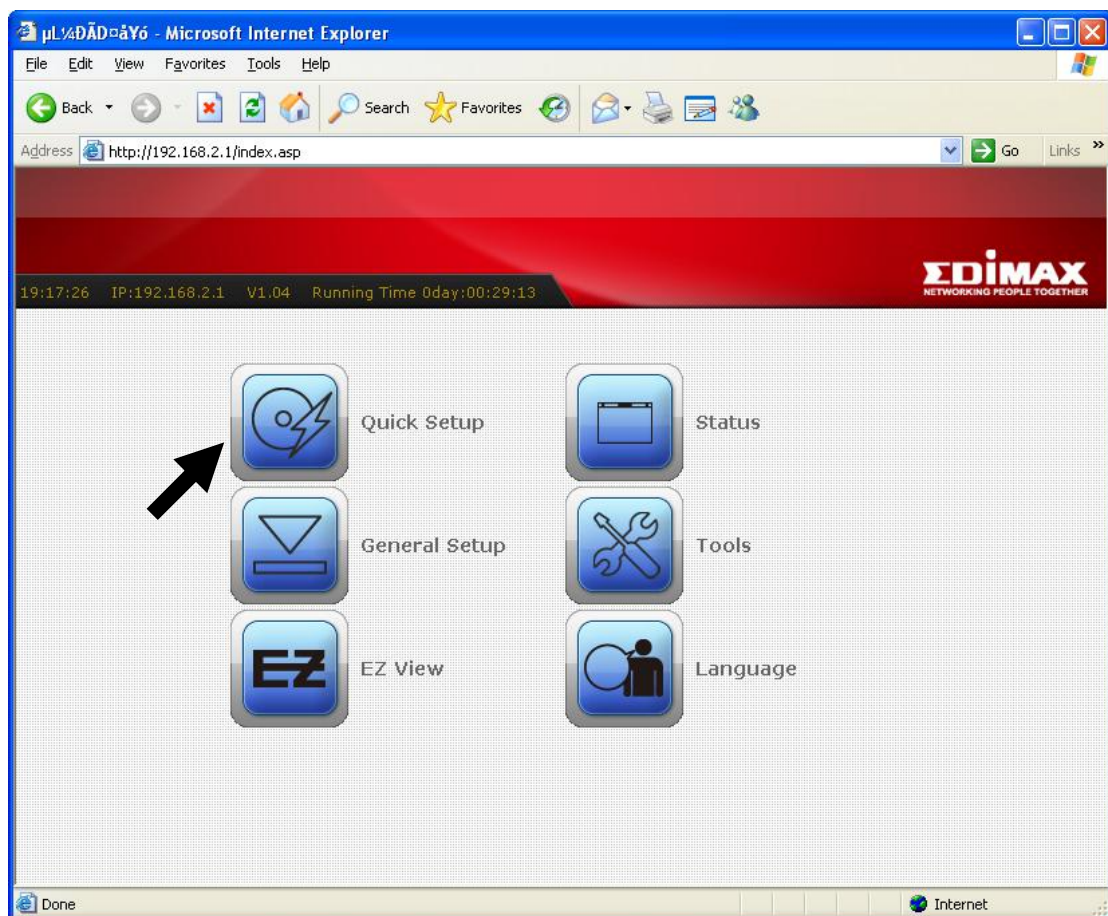 µL¼ÐÃD¤å¥ó - Microsoft Internet Explorer
File Edit View Favorites Tools Help
Back Search Favorites
Address http://192.168.2.1/index.asp Go Links »
EDIMAX
NETWORKING PEOPLE TOGETHER
19:17:26 IP:192.168.2.1 V1.04 Running Time 0day:00:29:13
Quick Setup Status
General Setup Tools
EZ EZ View Language
Done Internet